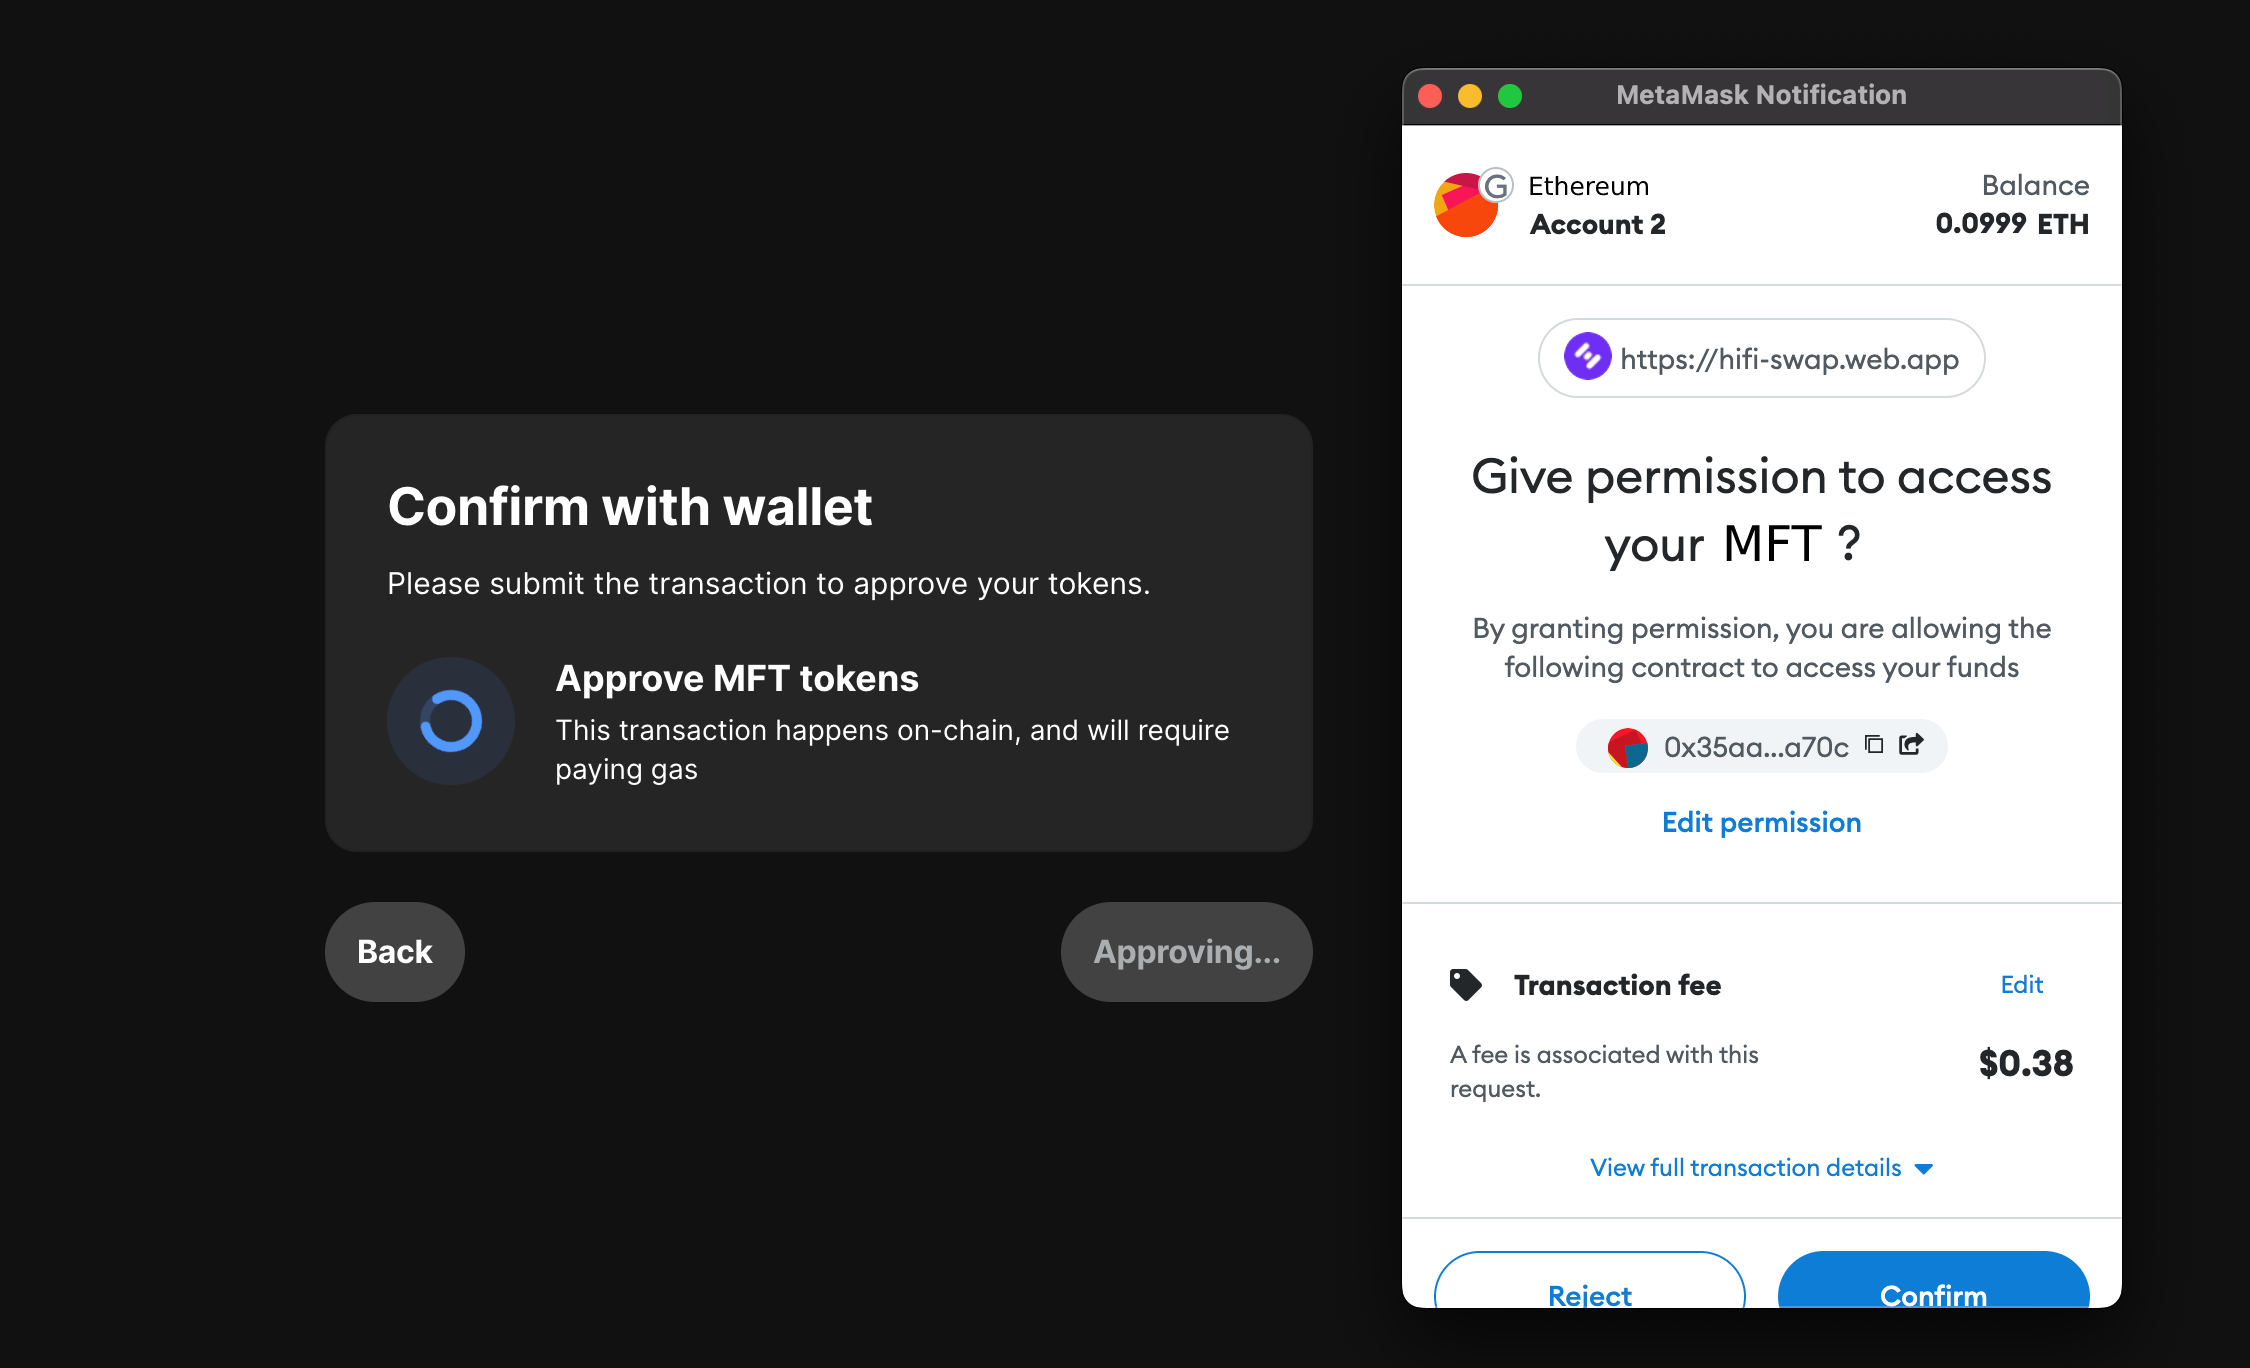 Confirm with wallet
Please submit the transaction to approve your tokens.
Approve MFT tokens
This transaction happens on-chain, and will require
paying gas
Back
Approving...
MetaMask Notification
G
Ethereum
Account 2
Balance
0.0999 ETH
https://hifi-swap.web.app
Give permission to access
your MFT ?
By granting permission, you are allowing the
following contract to access your funds
0x35aa...a70c
Edit permission
Transaction fee
Edit
A fee is associated with this
request.
$0.38
View full transaction details
Reject
Confirm